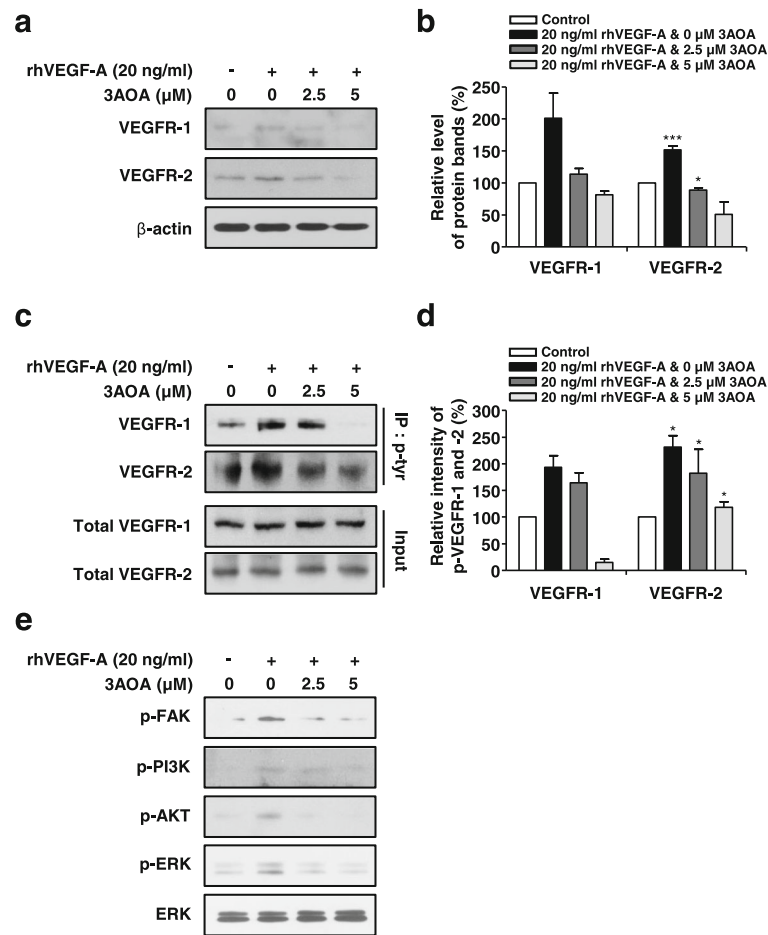 a
rhVEGF-A (20 ng/ml) - + + +
3AOA (µM) 0 0 2.5 5
VEGFR-1
VEGFR-2
β-actin
b
Control
20 ng/ml rhVEGF-A & 0 µM 3AOA
20 ng/ml rhVEGF-A & 2.5 µM 3AOA
20 ng/ml rhVEGF-A & 5 µM 3AOA
Relative level
of protein bands (%)
250
200
150
100
50
0
***
*
VEGFR-1 VEGFR-2
c
rhVEGF-A (20 ng/ml) - + + +
3AOA (µM) 0 0 2.5 5
VEGFR-1
VEGFR-2
IP : p-tyr
Total VEGFR-1
Total VEGFR-2
Input
d
Control
20 ng/ml rhVEGF-A & 0 µM 3AOA
20 ng/ml rhVEGF-A & 2.5 µM 3AOA
20 ng/ml rhVEGF-A & 5 µM 3AOA
Relative intensity of
p-VEGFR-1 and -2 (%)
300
250
200
150
100
50
0
* * *
VEGFR-1 VEGFR-2
e
rhVEGF-A (20 ng/ml) - + + +
3AOA (µM) 0 0 2.5 5
p-FAK
p-PI3K
p-AKT
p-ERK
ERK